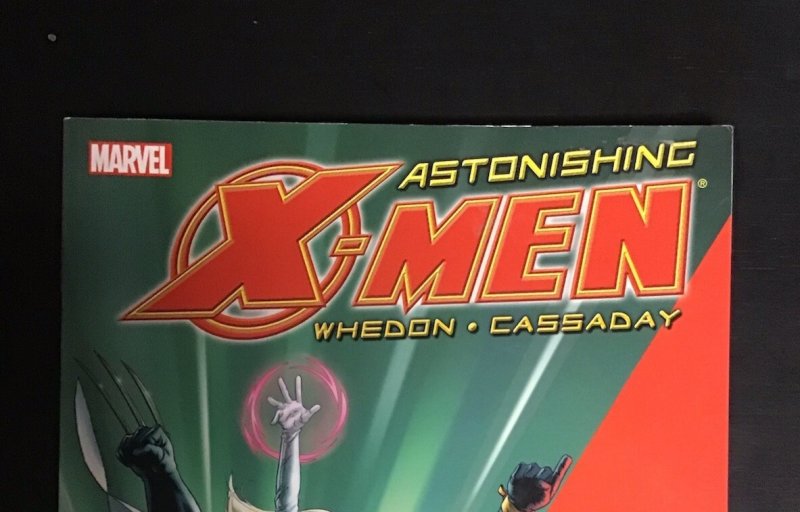 MARVEL
ASTONISHING
X-MEN®
WHEDON • CASSADAY